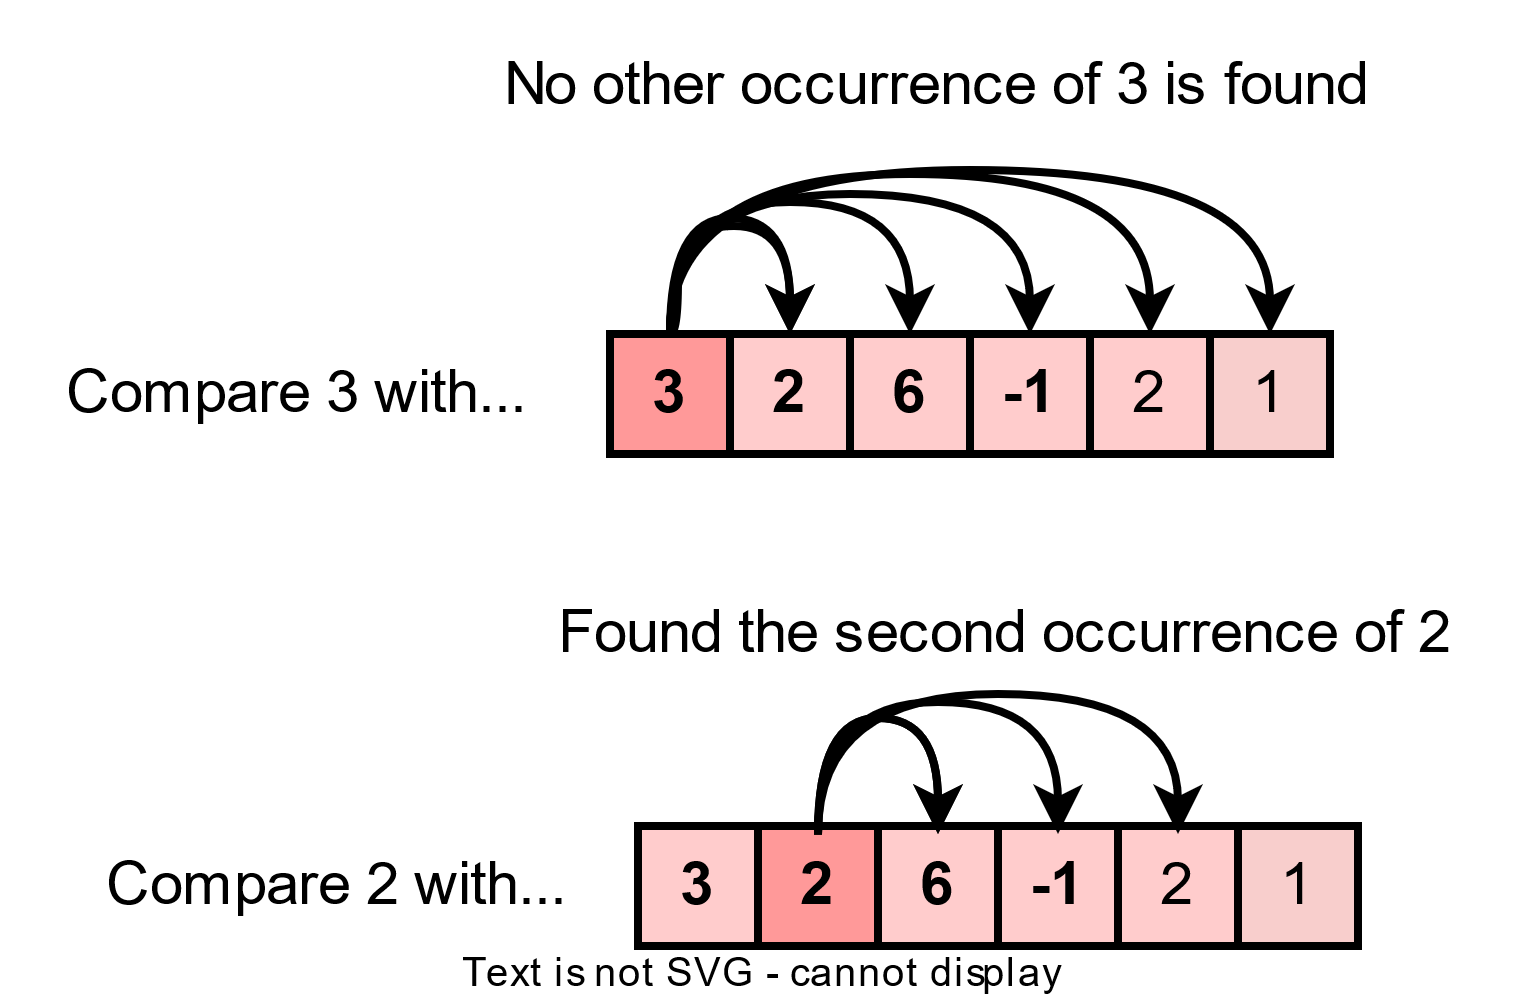 No other occurrence of 3 is found
Compare 3 with... 3 2 6 -1 2 1
Found the second occurrence of 2
Compare 2 with... 3 2 6 -1 2 1
Text is not SVG - cannot display